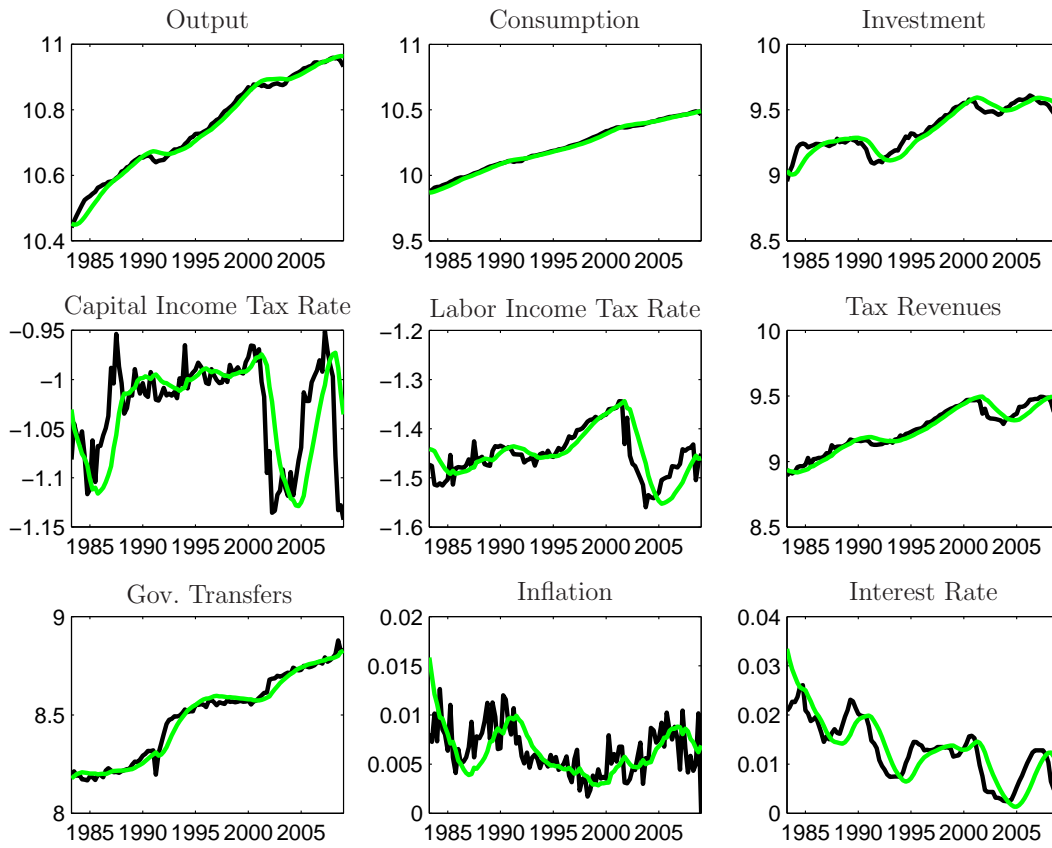 Output
Consumption
Investment
11
10.8
10.6
10.4
1985 1990 1995 2000 2005
11
10.5
10
9.5
1985 1990 1995 2000 2005
10
9.5
9
8.5
1985 1990 1995 2000 2005
Capital Income Tax Rate
Labor Income Tax Rate
Tax Revenues
−0.95
−1
−1.05
−1.1
−1.15
1985 1990 1995 2000 2005
−1.2
−1.3
−1.4
−1.5
−1.6
1985 1990 1995 2000 2005
10
9.5
9
8.5
1985 1990 1995 2000 2005
Gov. Transfers
Inflation
Interest Rate
9
8.5
8
1985 1990 1995 2000 2005
0.02
0.015
0.01
0.005
0
1985 1990 1995 2000 2005
0.04
0.03
0.02
0.01
0
1985 1990 1995 2000 2005